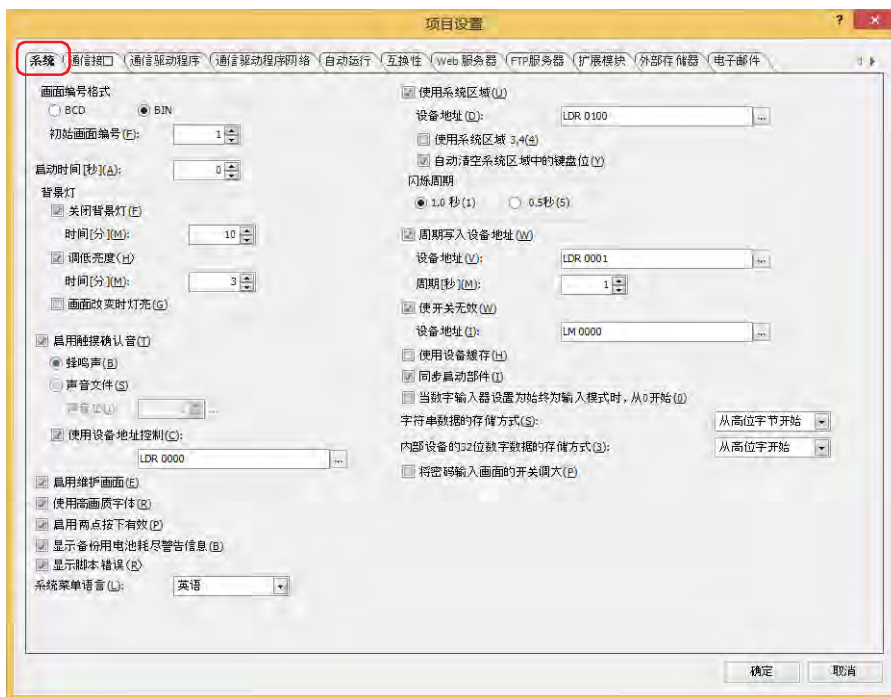 项目设置
? ×
系统 通信接口 通信驱动程序 通信驱动程序网络 自动运行 互换性 Web 服务器 FTP服务器 扩展模块 外部存储器 电子邮件
画面编号格式
BCD BIN
初始画面编号(F): 1
启动时间[秒](A): 0
背景灯
关闭背景灯(F)
时间[分](M): 10
调低亮度(H)
时间[分](M): 3
画面改变时灯亮(G)
启用触摸确认音(T)
蜂鸣声(B)
声音文件(S)
使用设备地址控制(C):
LDR 0000 ...
启用维护画面(E)
使用高画质字体(R)
启用两点按下有效(P)
显示备份用电池耗尽警告信息(B)
显示脚本错误(R)
系统菜单语言(L): 英语
使用系统区域(U)
设备地址(D): LDR 0100 ...
使用系统区域 3,4(4)
自动清空系统区域中的键盘位(Y)
闪烁周期
1.0 秒(1) 0.5秒(5)
周期写入设备地址(W)
设备地址(V): LDR 0001 ...
周期[秒](M): 1
使开关无效(W)
设备地址(I): LM 0000 ...
使用设备缓存(H)
同步启动部件(I)
当数字输入器设置为始终为输入模式时，从0开始(0)
字符串数据的存储方式(S): 从高位字节开始
内部设备的32位数字数据的存储方式(3): 从高位字开始
将密码输入画面的开关调大(P)
确定 取消